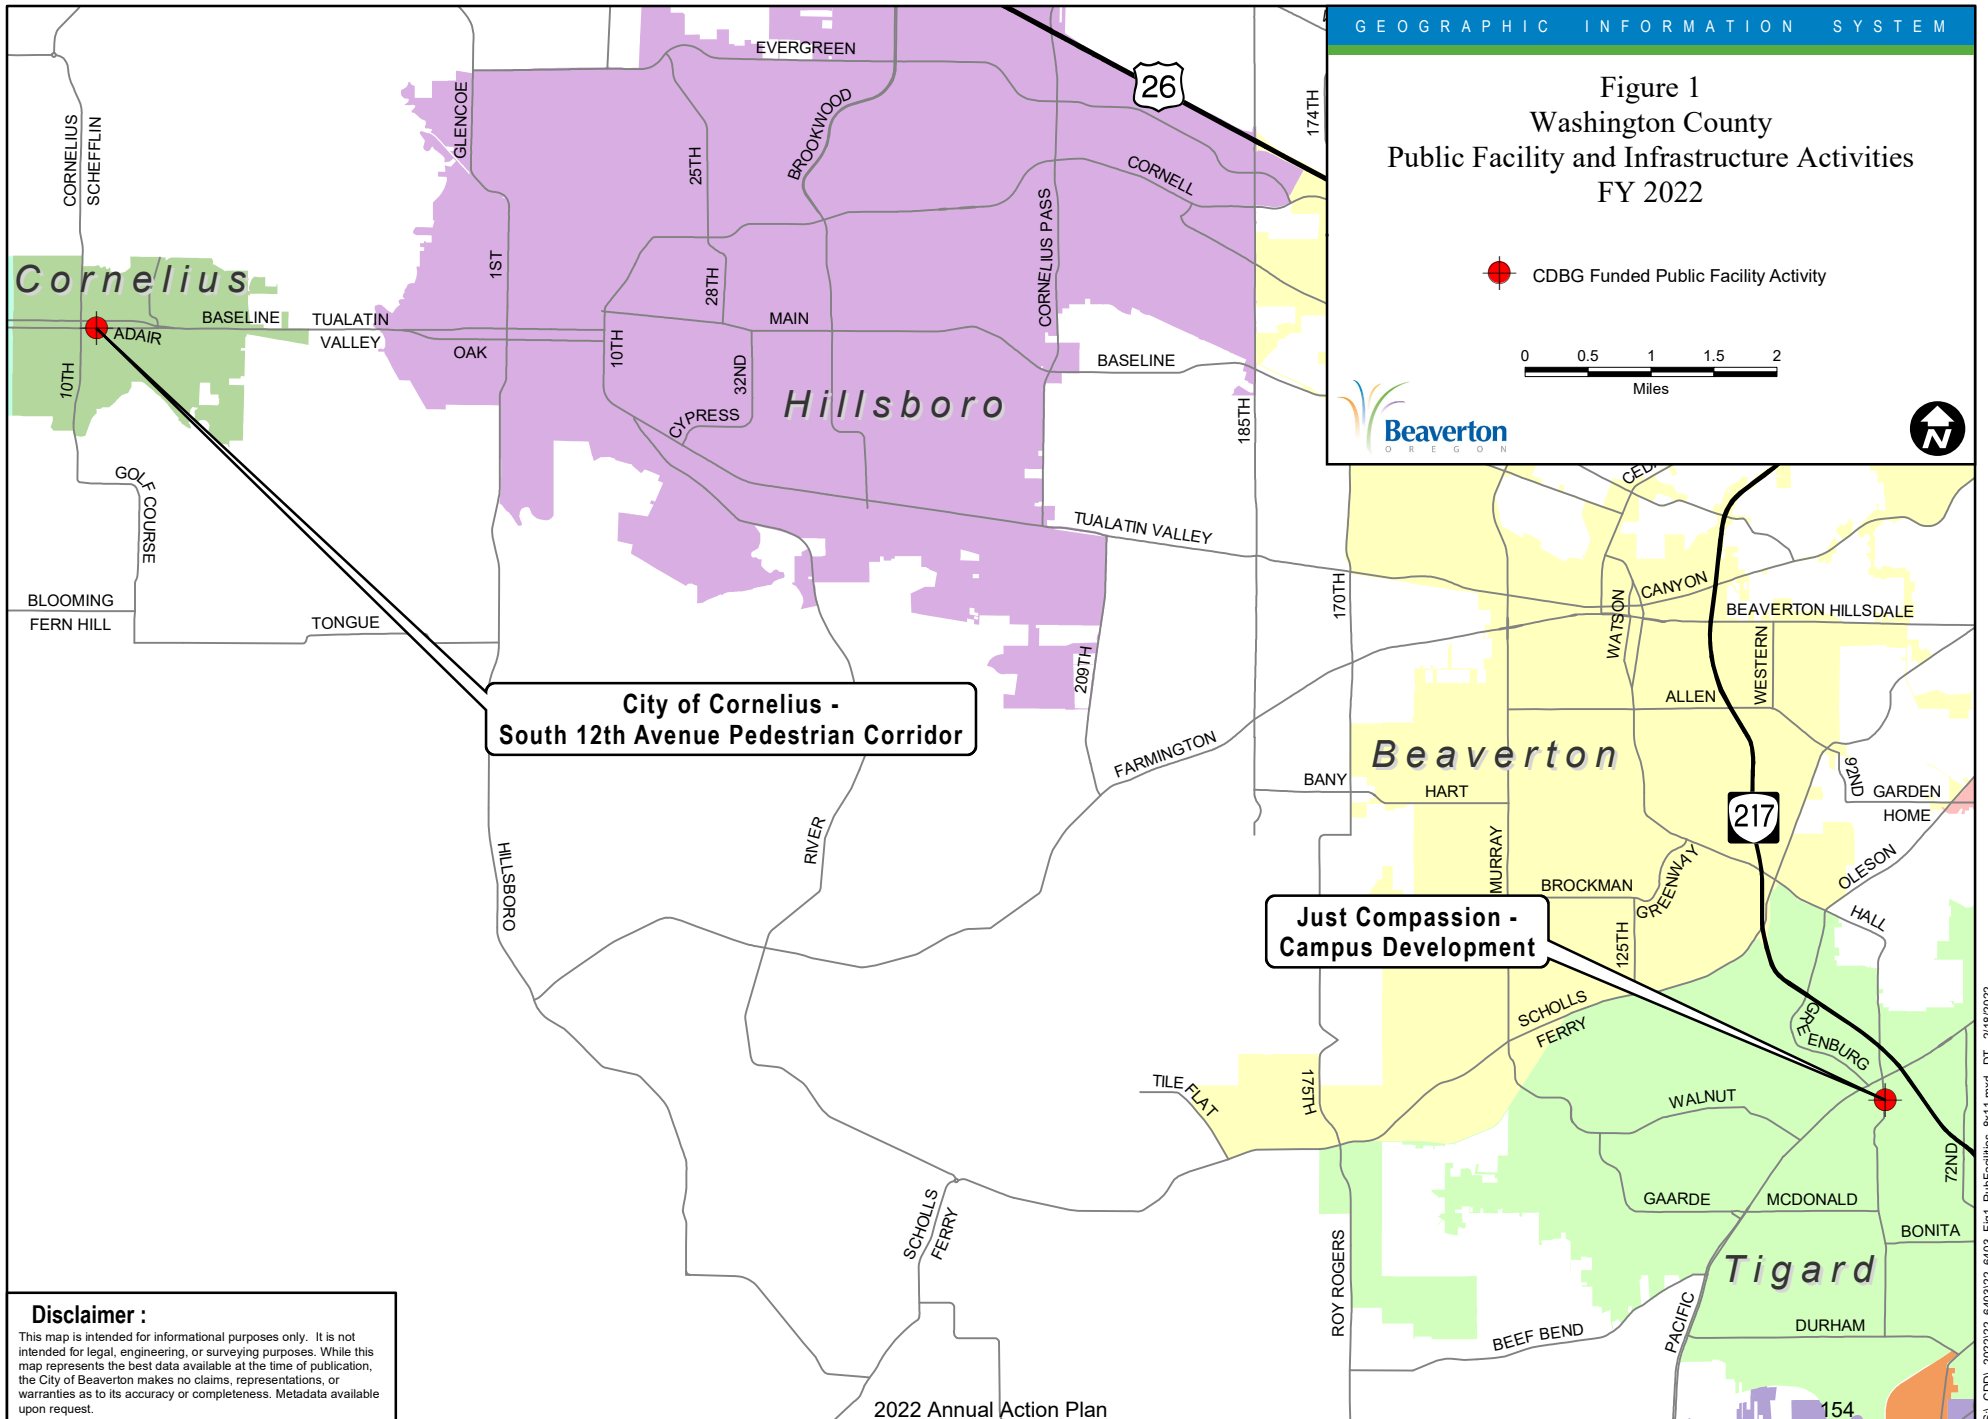 GEOGRAPHIC INFORMATION SYSTEM
Figure 1
Washington County
Public Facility and Infrastructure Activities
FY 2022
CDBG Funded Public Facility Activity
0 0.5 1 1.5 2
Miles
Beaverton
OREGON
N
26
EVERGREEN
GLENCOE
CORNELIUS
SCHEFFLIN
25TH
BROOKWOOD
174TH
CORNELL
CORNELIUS PASS
1ST
28TH
Cornelius
BASELINE
TUALATIN
VALLEY
ADAIR
OAK
MAIN
10TH
10TH
32ND
CYPRESS
Hillsboro
BASELINE
185TH
GOLF COURSE
TUALATIN VALLEY
170TH
CANYON
WATSON
BEAVERTON HILLSDALE
WESTERN
BLOOMING
FERN HILL
TONGUE
209TH
ALLEN
City of Cornelius -
South 12th Avenue Pedestrian Corridor
FARMINGTON
Beaverton
BANY
HART
92ND
GARDEN
HOME
217
RIVER
HILLSBORO
MURRAY
BROCKMAN
GREENWAY
OLESON
HALL
125TH
Just Compassion -
Campus Development
SCHOLLS
FERRY
GREENBURG
TILE FLAT
175TH
WALNUT
72ND
GAARDE
MCDONALD
BONITA
SCHOLLS
FERRY
ROY ROGERS
Tigard
PACIFIC
BEEF BEND
DURHAM
Disclaimer :
This map is intended for informational purposes only. It is not
intended for legal, engineering, or surveying purposes. While this
map represents the best data available at the time of publication,
the City of Beaverton makes no claims, representations, or
warranties as to its accuracy or completeness. Metadata available
upon request.
2022 Annual Action Plan
154